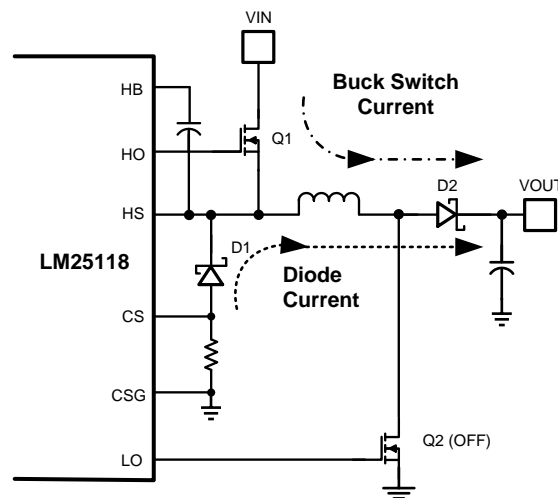 VIN
HB
Buck Switch
Current
HO
Q1
D2
VOUT
HS
D1
LM25118
Diode
Current
CS
CSG
Q2 (OFF)
LO